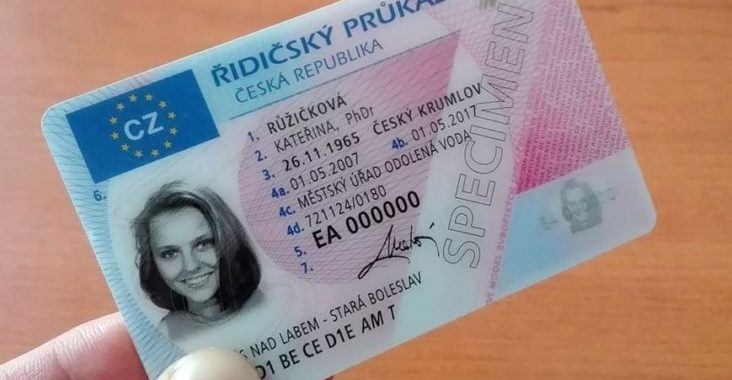 ŘIDIČSKÝ PRŮKAZ
ČESKÁ REPUBLIKA
CZ
1. RŮŽIČKOVÁ
2. KATEŘINA, PhDr
3. 26.11.1965 ČESKÝ KRUMLOV
4a. 01.05.2007 4b. 01.05.2017
4c. MĚSTSKÝ ÚŘAD ODOLENÁ VODA
4d. 721124/0180
5. EA 000000
6.
7.
NAD LABEM - STARÁ BOLESLAV
D1 BE CE D1E AM T
SPECIMEN